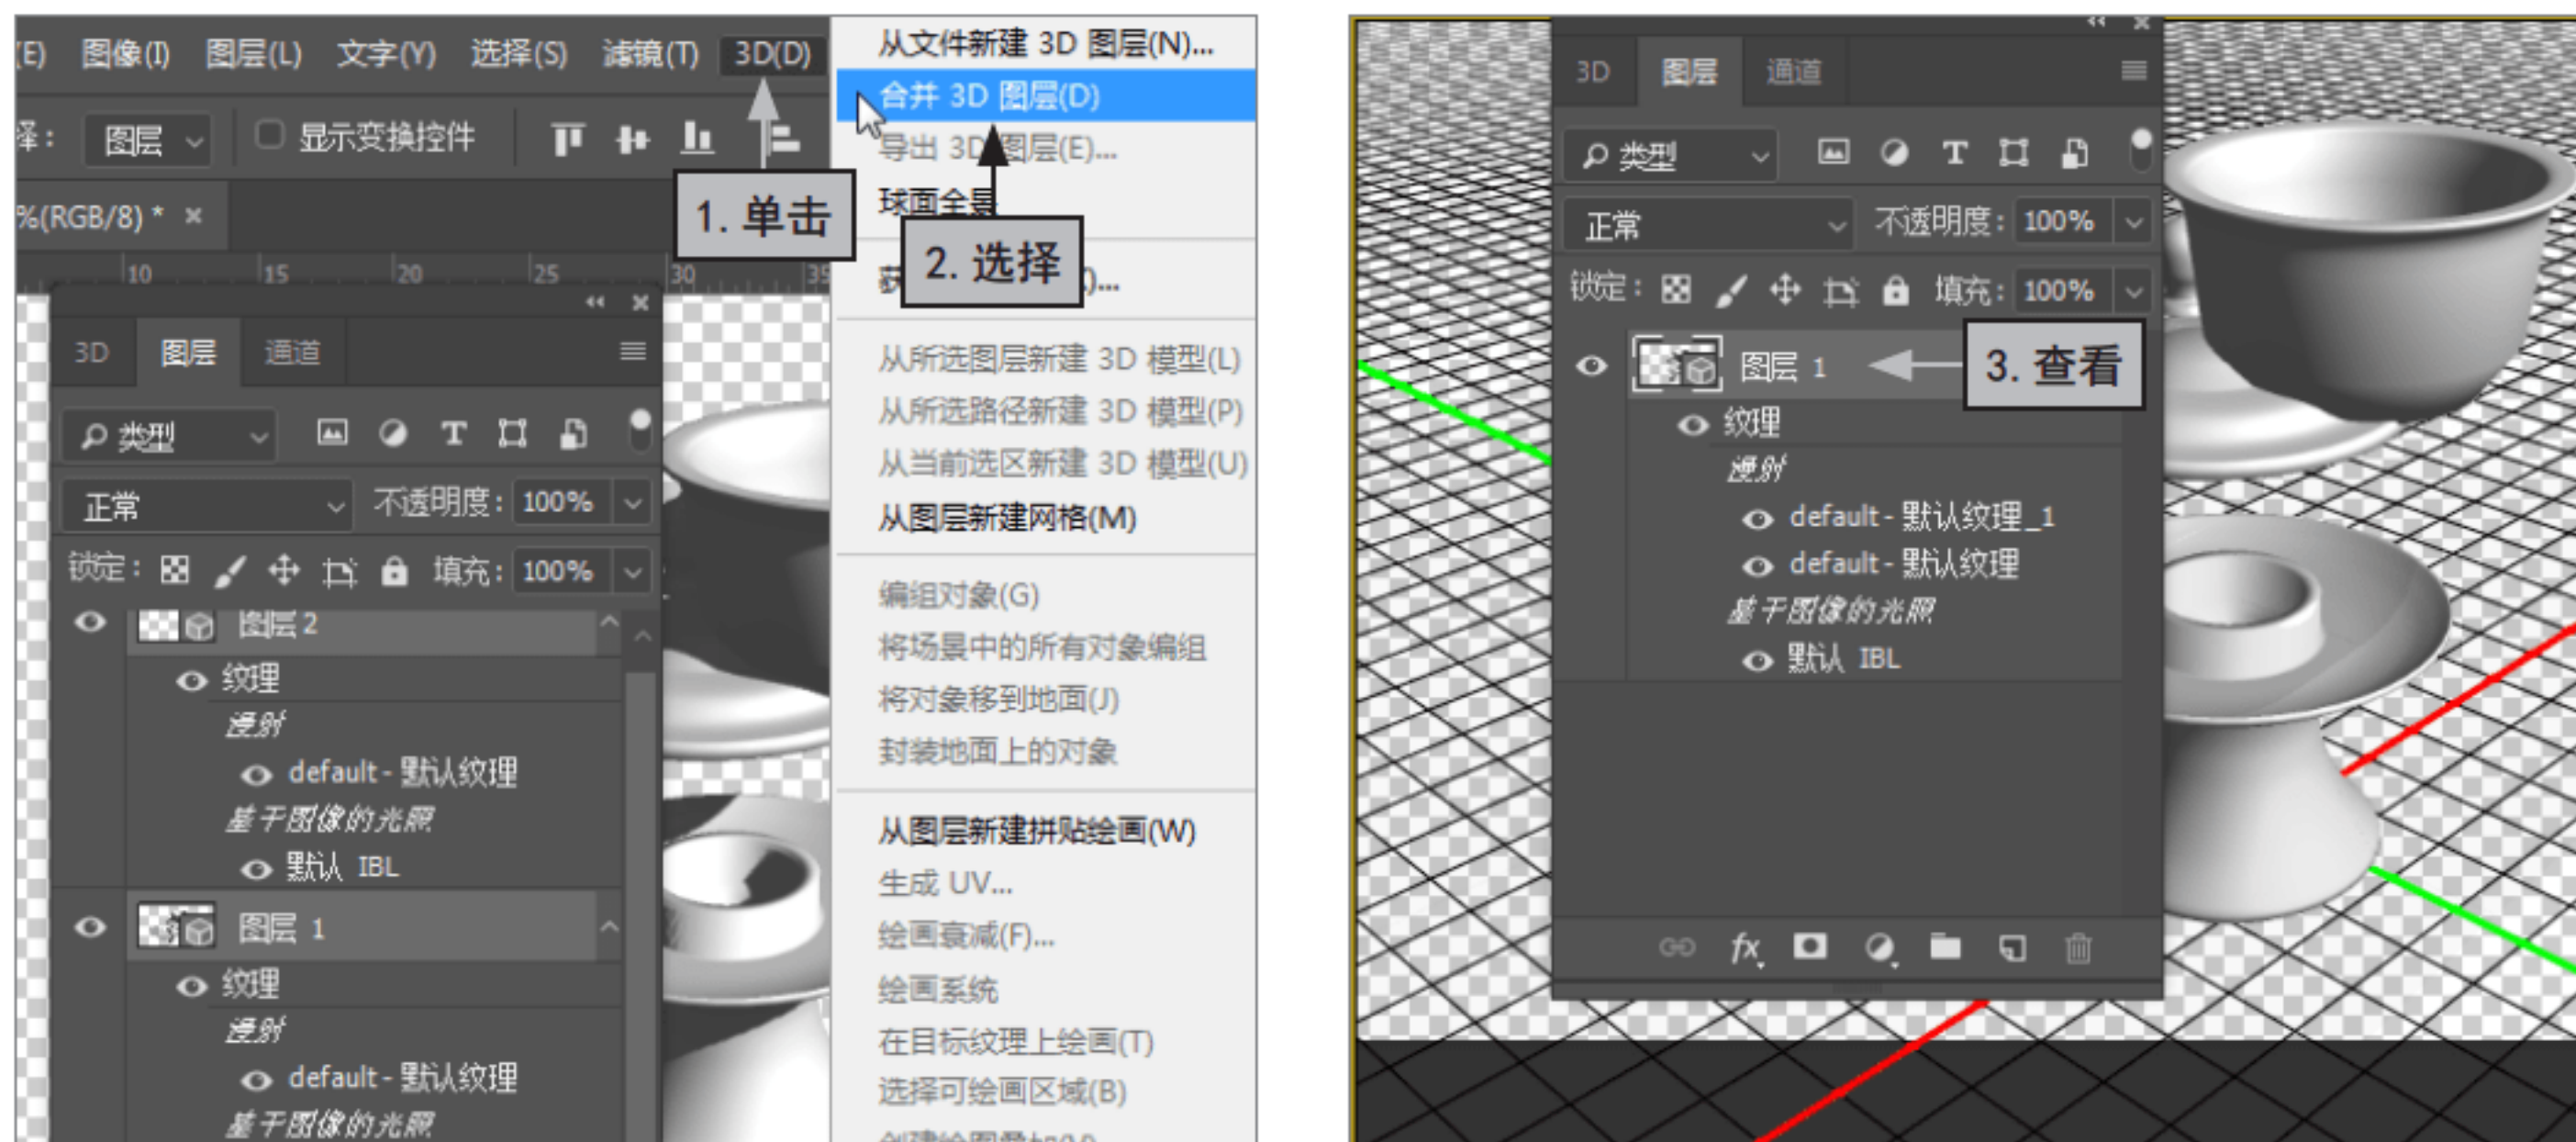 (E) 图像(I) 图层(L) 文字(Y) 选择(S) 滤镜(T) 3D(D)
择: 图层 显示变换控件
1. 单击
%(RGB/8) * ×
10 15 20 25 30 35
3D 图层 通道
类型
正常 不透明度: 100%
锁定: 填充: 100%
图层 2
纹理
漫射
default - 默认纹理
基于图像的光照
默认 IBL
图层 1
纹理
漫射
default - 默认纹理
基于图像的光照
从文件新建 3D 图层(N)...
合并 3D 图层(D)
导出 3D 图层(E)...
球面全景
2. 选择
获 )...
从所选图层新建 3D 模型(L)
从所选路径新建 3D 模型(P)
从当前选区新建 3D 模型(U)
从图层新建网格(M)
编组对象(G)
将场景中的所有对象编组
将对象移到地面(J)
封装地面上的对象
从图层新建拼贴绘画(W)
生成 UV...
绘画衰减(F)...
绘画系统
在目标纹理上绘画(T)
选择可绘画区域(B)
3D 图层 通道
类型
正常 不透明度: 100%
锁定: 填充: 100%
图层 1
3. 查看
纹理
漫射
default - 默认纹理_1
default - 默认纹理
基于图像的光照
默认 IBL
fx